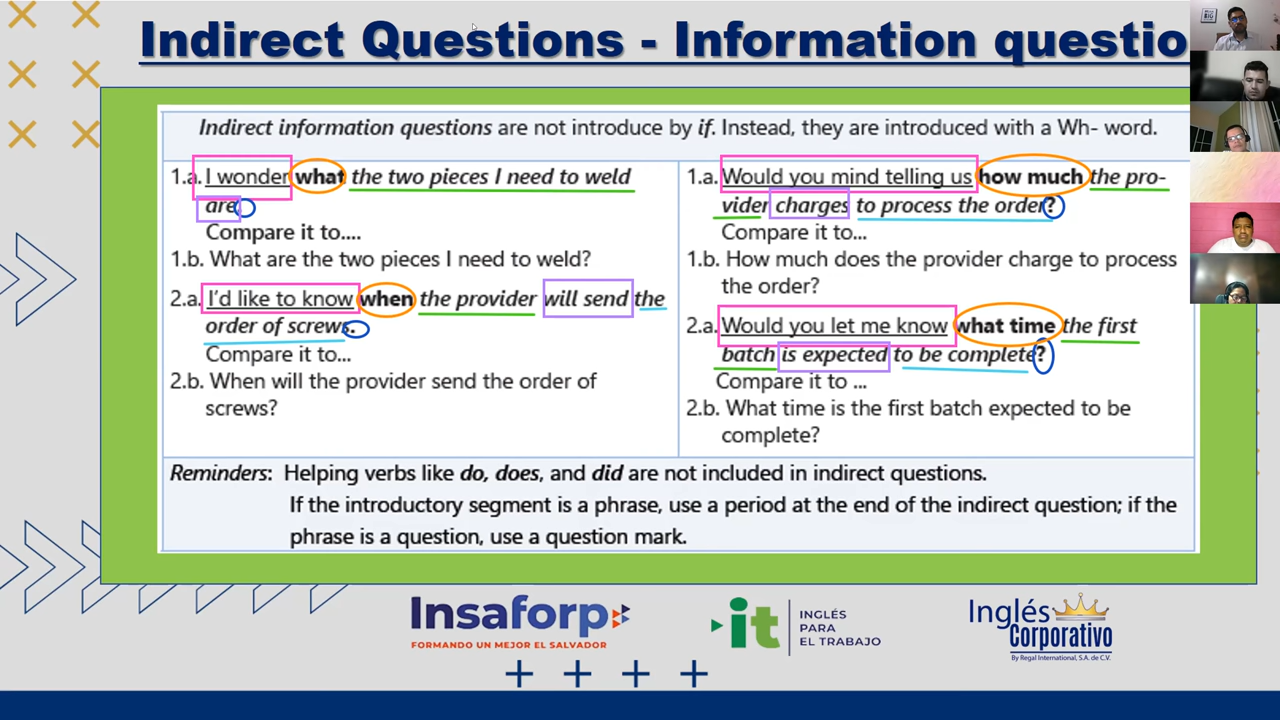 Indirect Questions - Information questio
Indirect information questions are not introduce by if. Instead, they are introduced with a Wh- word.
1.a. I wonder what the two pieces I need to weld
are.
Compare it to....
1.b. What are the two pieces I need to weld?
2.a. I'd like to know when the provider will send the
order of screws.
Compare it to...
2.b. When will the provider send the order of
screws?
1.a. Would you mind telling us how much the pro-
vider charges to process the order?
Compare it to...
1.b. How much does the provider charge to process
the order?
2.a. Would you let me know what time the first
batch is expected to be complete?
Compare it to ...
2.b. What time is the first batch expected to be
complete?
Reminders: Helping verbs like do, does, and did are not included in indirect questions.
If the introductory segment is a phrase, use a period at the end of the indirect question; if the
phrase is a question, use a question mark.
Insaforp
FORMANDO UN MEJOR EL SALVADOR
it
INGLÉS
PARA
EL TRABAJO
Inglés
Corporativo
By Regal International, S.A. de C.V.